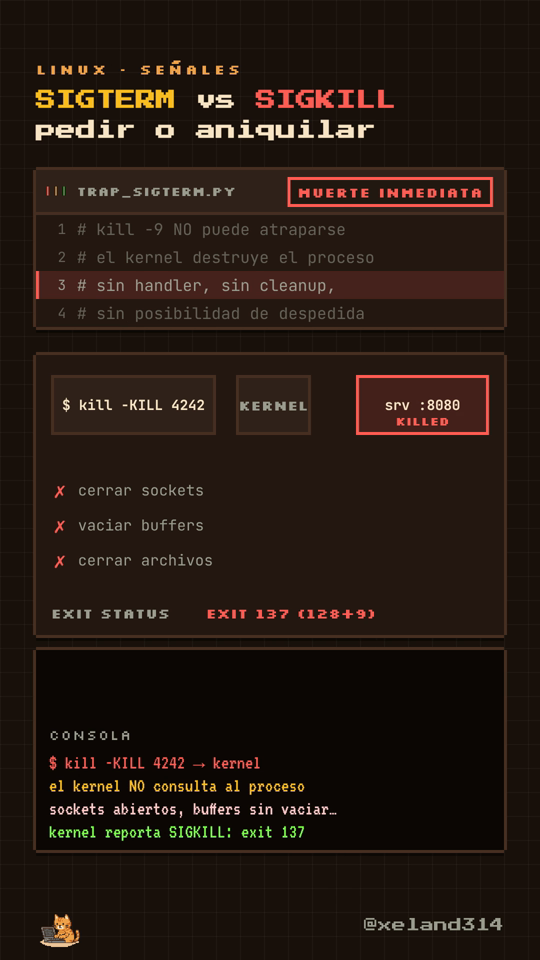 LINUX · SEÑALES
SIGTERM vs SIGKILL
pedir o aniquilar
TRAP_SIGTERM.PY
MUERTE INMEDIATA
1 # kill -9 NO puede atraparse
2 # el kernel destruye el proceso
3 # sin handler, sin cleanup,
4 # sin posibilidad de despedida
$ kill -KILL 4242
KERNEL
srv :8080
KILLED
✗ cerrar sockets
✗ vaciar buffers
✗ cerrar archivos
EXIT STATUS EXIT 137 (128+9)
CONSOLA
$ kill -KILL 4242 → kernel
el kernel NO consulta al proceso
sockets abiertos, buffers sin vaciar…
kernel reporta SIGKILL: exit 137
@xeland314